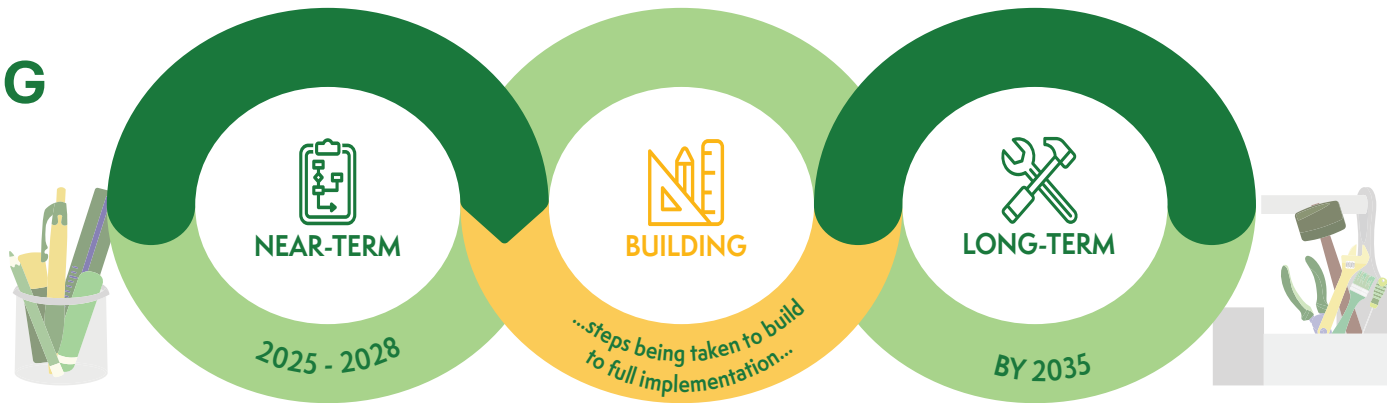 G
NEAR-TERM
2025 - 2028
BUILDING
...steps being taken to build
to full implementation...
LONG-TERM
BY 2035